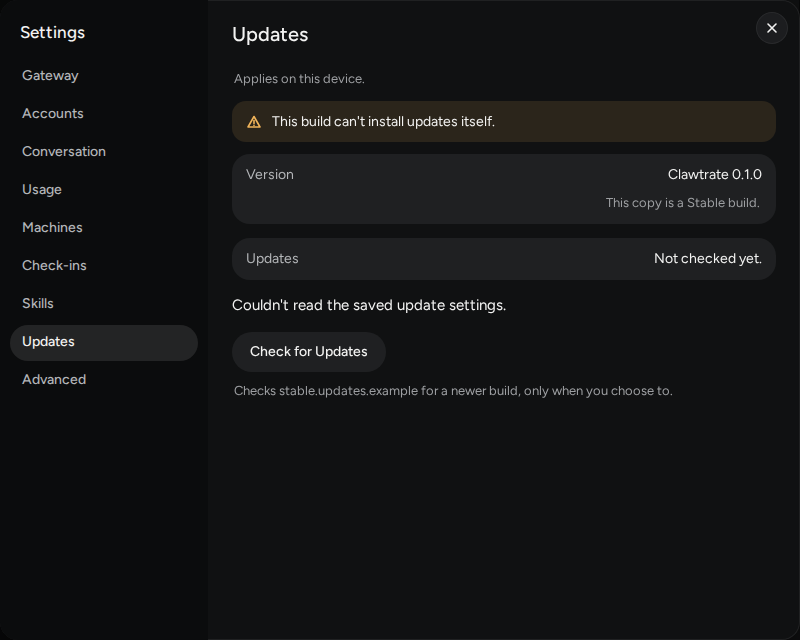 Settings
Gateway
Accounts
Conversation
Usage
Machines
Check-ins
Skills
Updates
Advanced
Updates
Applies on this device.
This build can't install updates itself.
Version
Clawtrate 0.1.0
This copy is a Stable build.
Updates
Not checked yet.
Couldn't read the saved update settings.
Check for Updates
Checks stable.updates.example for a newer build, only when you choose to.